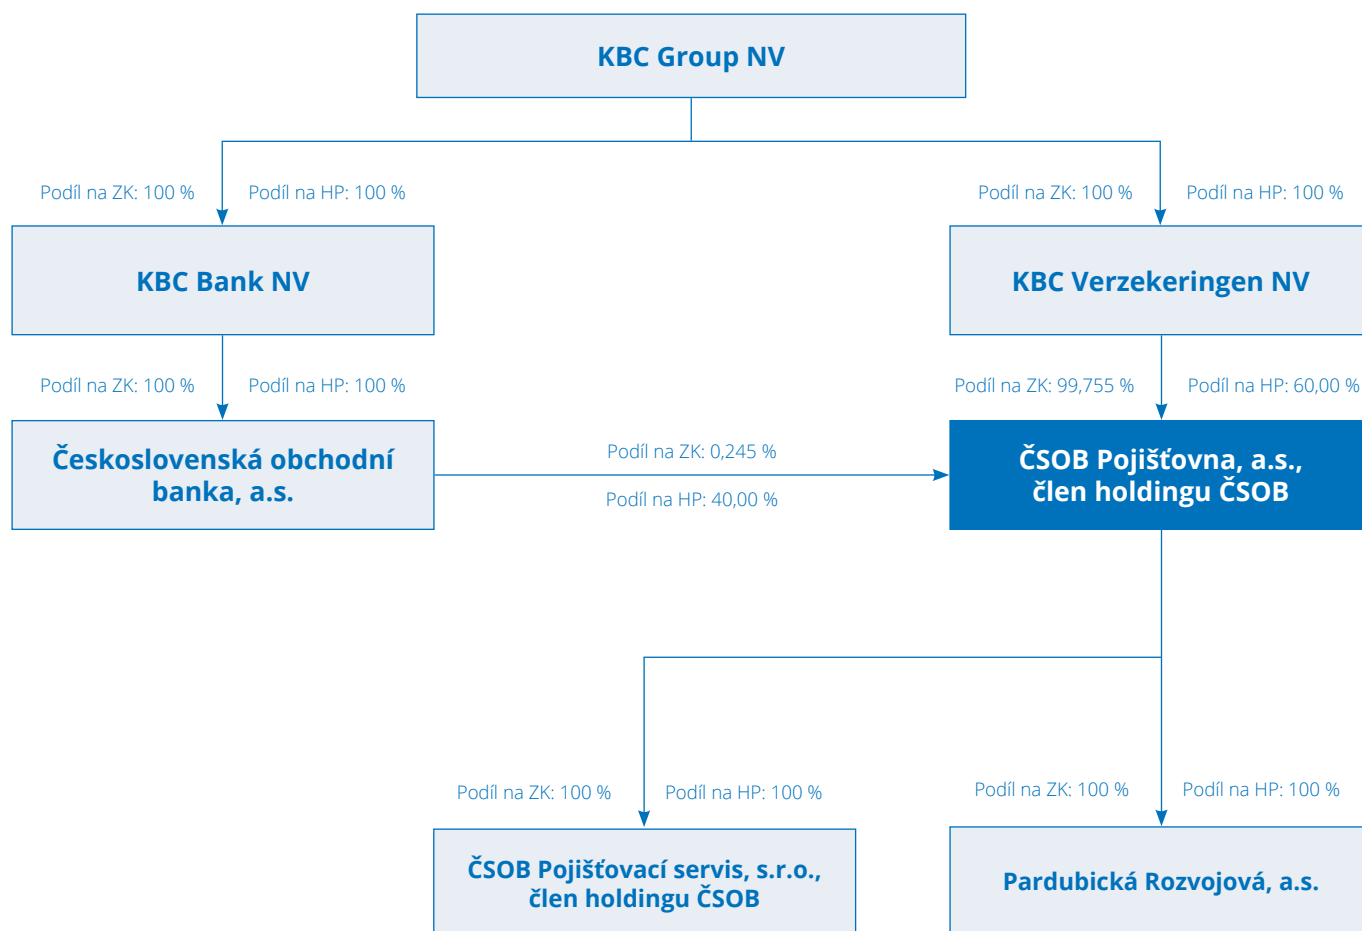 KBC Group NV
Podíl na ZK: 100 %
Podíl na HP: 100 %
Podíl na ZK: 100 %
Podíl na HP: 100 %
KBC Bank NV
KBC Verzekeringen NV
Podíl na ZK: 100 %
Podíl na HP: 100 %
Podíl na ZK: 99,755 %
Podíl na HP: 60,00 %
Československá obchodní
banka, a.s.
Podíl na ZK: 0,245 %
Podíl na HP: 40,00 %
ČSOB Pojišťovna, a.s.,
člen holdingu ČSOB
Podíl na ZK: 100 %
Podíl na HP: 100 %
Podíl na ZK: 100 %
Podíl na HP: 100 %
ČSOB Pojišťovací servis, s.r.o.,
člen holdingu ČSOB
Pardubická Rozvojová, a.s.